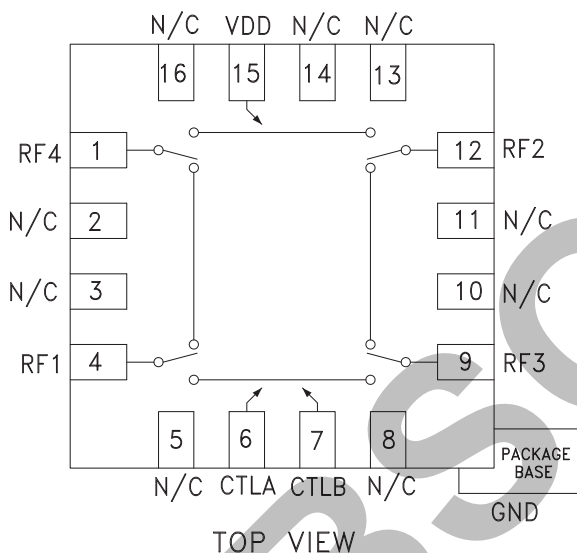 N/C VDD N/C N/C
16 15 14 13
RF4 1 12 RF2
N/C 2 11 N/C
N/C 3 10 N/C
RF1 4 9 RF3
5 6 7 8
N/C CTLA CTLB N/C
PACKAGE
BASE
GND
TOP VIEW